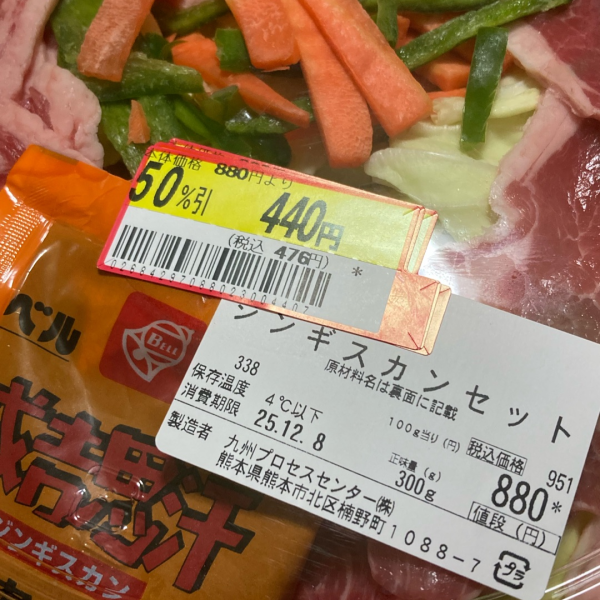 本体価格 880円より
50%引 440円
(税込 476円)
*
0268429708802300440
ジンギスカンセット
原材料名は裏面に記載
338
保存温度 4℃以下
消費期限 25.12.8
100g当り(円)
正味量(g)
300g
税込価格 951
880*
値段(円)
製造者 九州プロセスセンター㈱
熊本県熊本市北区楠野町1088-7
プラ
ベル
BELL
成吉思汗
ジンギスカン